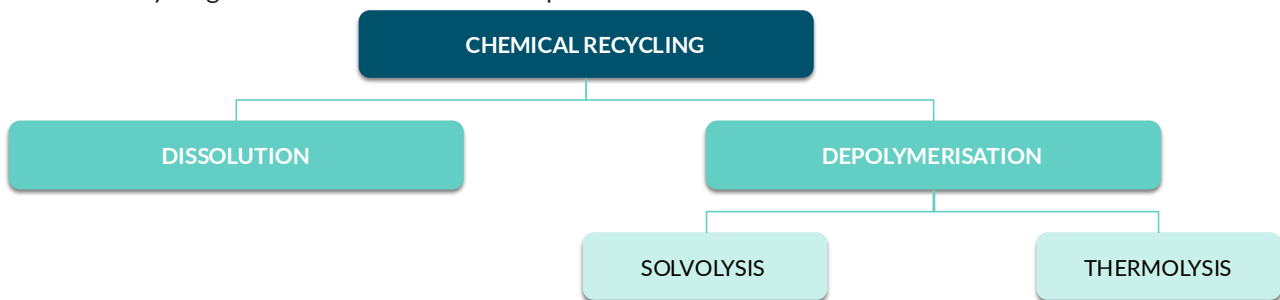 CHEMICAL RECYCLING
DISSOLUTION
DEPOLYMERISATION
SOLVOLYSIS
THERMOLYSIS